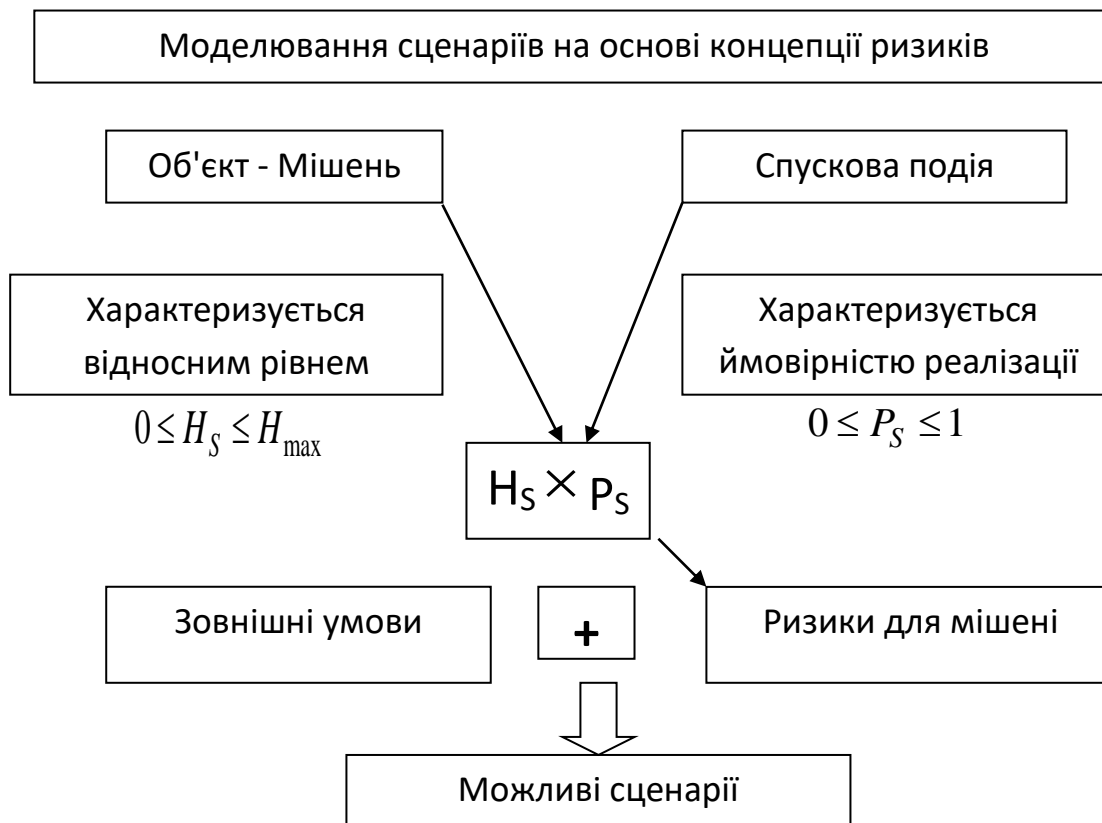 Моделювання сценаріїв на основі концепції ризиків
Об'єкт - Мішень
Спускова подія
Характеризується
відносним рівнем
Характеризується
ймовірністю реалізації
0 ≤ H_S ≤ H_max
0 ≤ P_S ≤ 1
H_S × P_S
Зовнішні умови
+
Ризики для мішені
Можливі сценарії